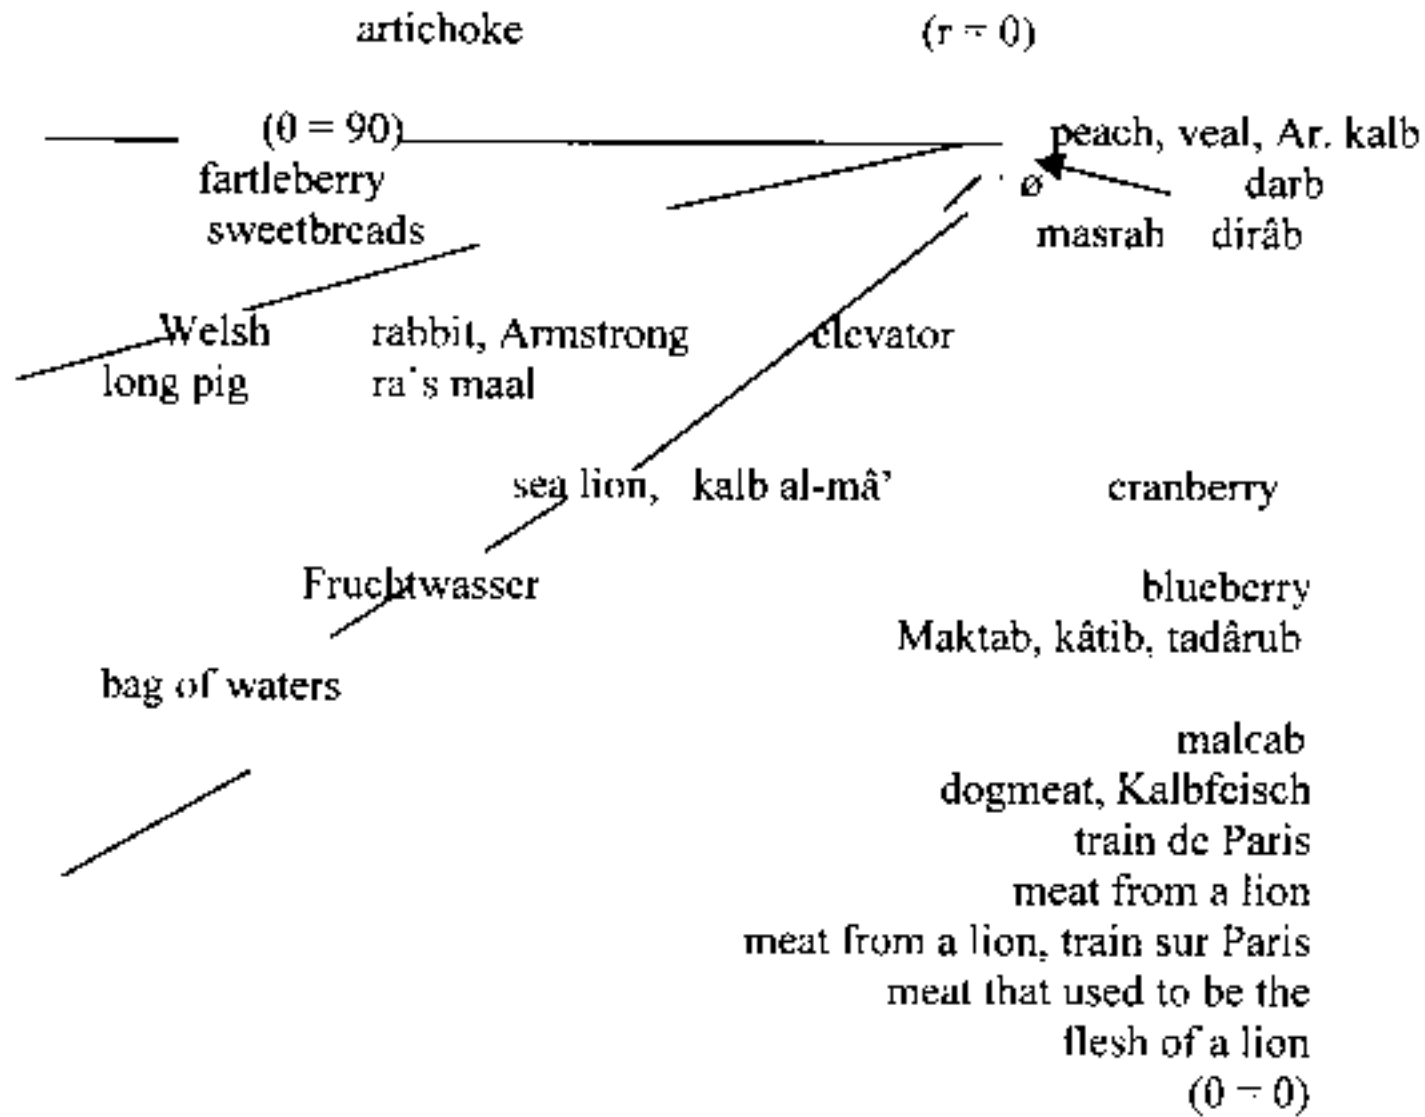 artichoke (r = 0)
(θ = 90) peach, veal, Ar. kalb
fartleberry ø darb
sweetbreads masrah dirâb
Welsh rabbit, Armstrong elevator
long pig ra's maal
sea lion, kalb al-mâ' cranberry
Fruchtwasser blueberry
Maktab, kâtib, tadârub
bag of waters
malcab
dogmeat, Kalbfeisch
train de Paris
meat from a lion
meat from a lion, train sur Paris
meat that used to be the
flesh of a lion
(θ = 0)